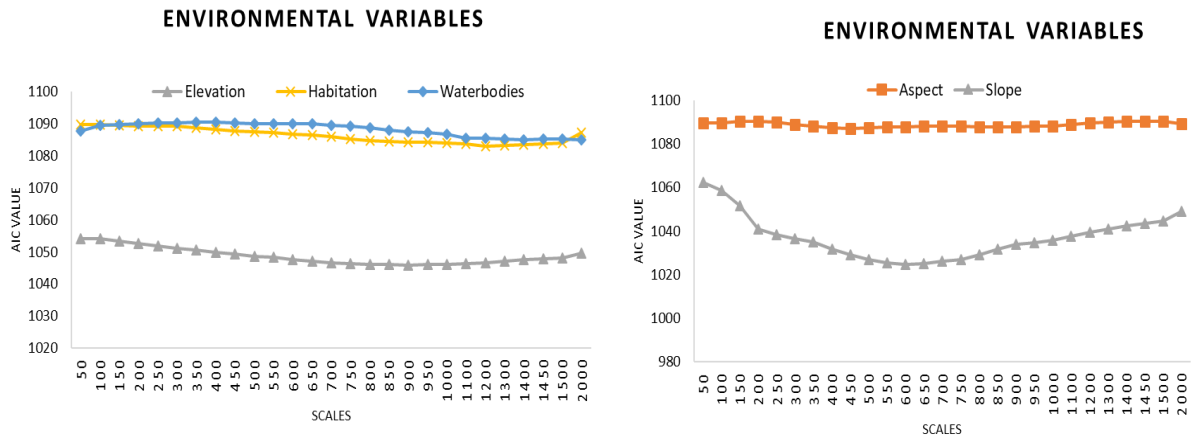 ENVIRONMENTAL VARIABLES
Elevation Habitation Waterbodies
AIC VALUE
1100
1090
1080
1070
1060
1050
1040
1030
1020
50 100 150 200 250 300 350 400 450 500 550 600 650 700 750 800 850 900 950 1000 1100 1200 1300 1400 1450 1500 2000
SCALES
ENVIRONMENTAL VARIABLES
Aspect Slope
AIC VALUE
1100
1080
1060
1040
1020
1000
980
50 100 150 200 250 300 350 400 450 500 550 600 650 700 750 800 850 900 950 1000 1100 1200 1300 1400 1450 1500 2000
SCALES